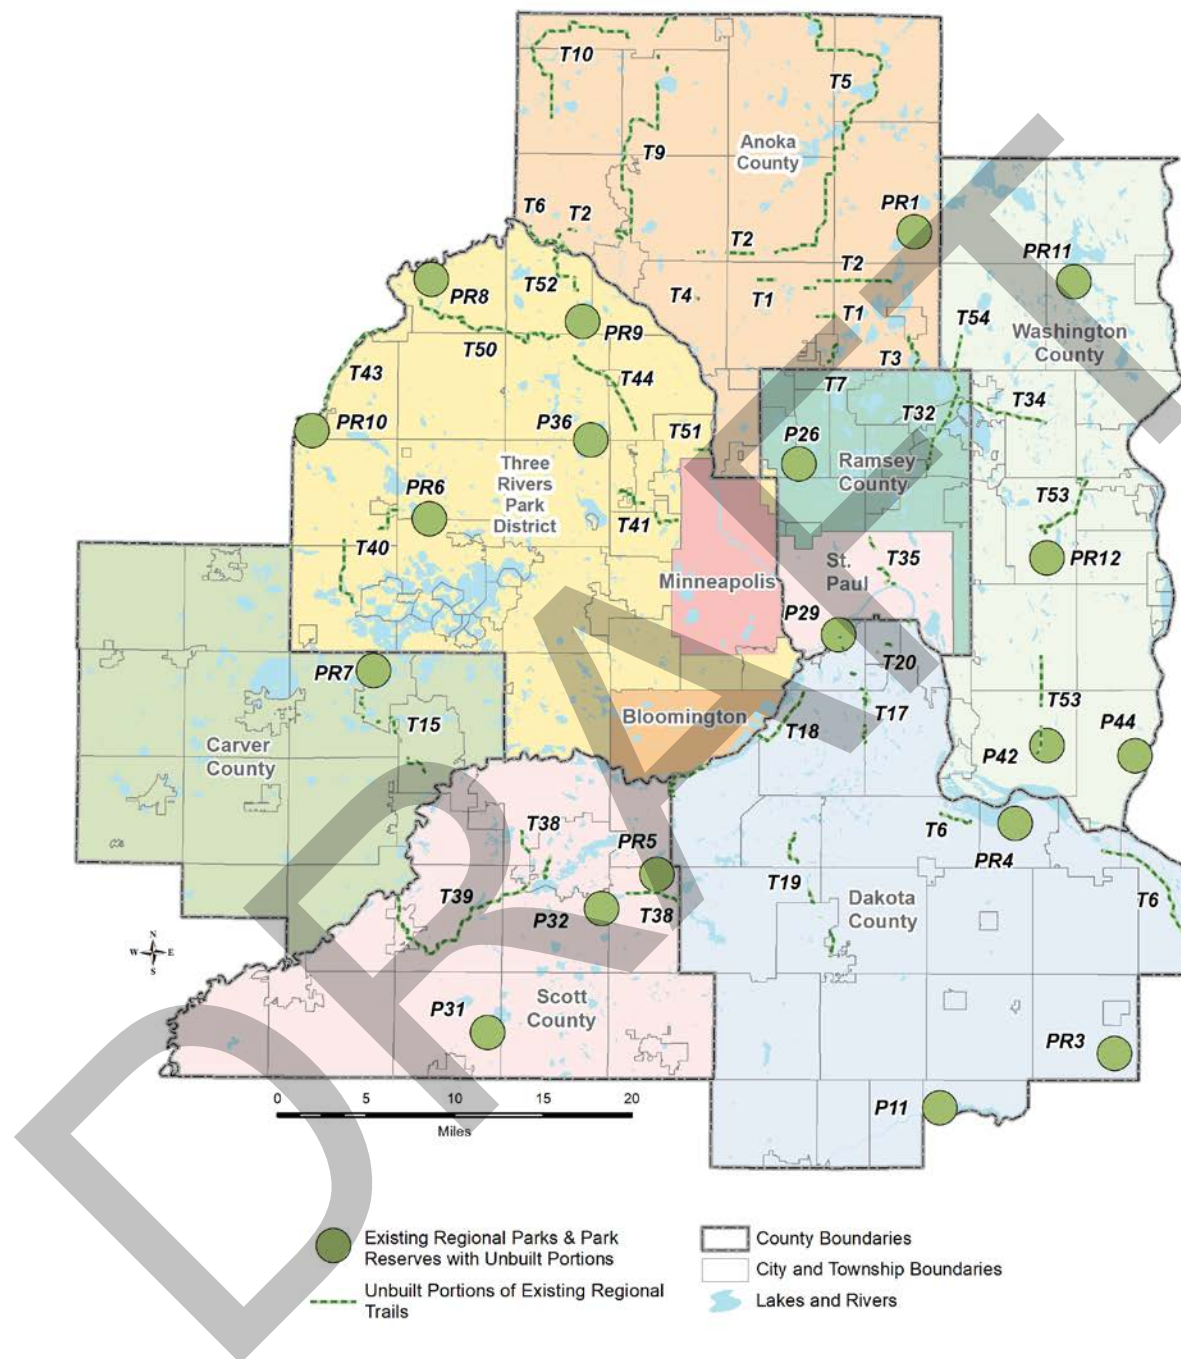 T10
T5
Anoka
County
T9
PR1
T6
T2
T2
PR11
T2
PR8
T52
T4
T1
T1
PR9
T54
Washington
County
T50
T43
T44
T3
T7
T32
T34
PR10
P36
T51
P26
Ramsey
County
Three
Rivers
Park
District
PR6
T53
T41
T40
T35
PR12
Minneapolis
St.
Paul
P29
T20
PR7
T15
T53
T17
P44
Bloomington
T18
Carver
County
P42
T38
PR5
T6
PR4
T39
T19
P32
T38
Dakota
County
T6
N
W E
S
P31
Scott
County
PR3
P11
0 5 10 15 20
Miles
Existing Regional Parks & Park
Reserves with Unbuilt Portions
Unbuilt Portions of Existing Regional
Trails
County Boundaries
City and Township Boundaries
Lakes and Rivers
DRAFT